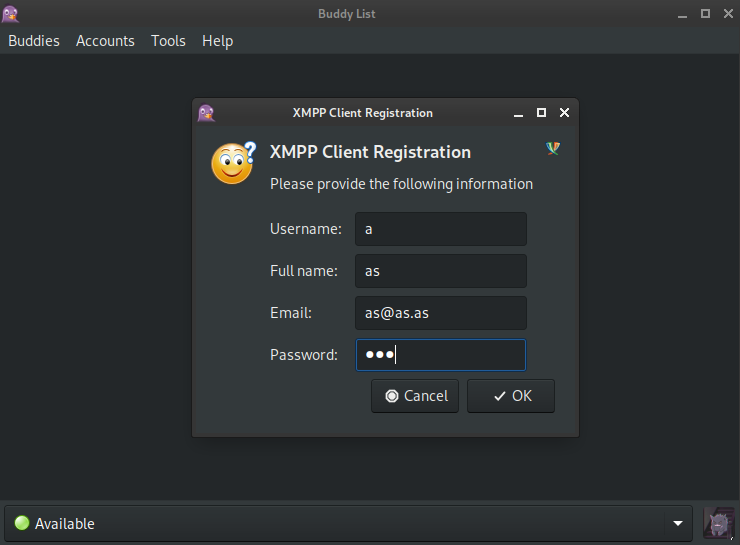 Buddy List
Buddies Accounts Tools Help
XMPP Client Registration
XMPP Client Registration
Please provide the following information
Username: a
Full name: as
Email: as@as.as
Password: ●●●
Cancel OK
Available